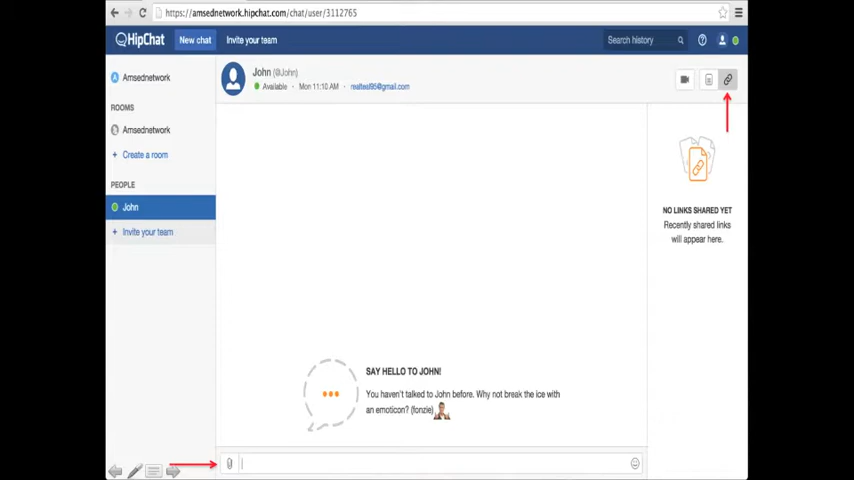 https://amsednetwork.hipchat.com/chat/user/3112765
HipChat New chat Invite your team Search history
Amsednetwork
ROOMS
Amsednetwork
+ Create a room
PEOPLE
John
+ Invite your team
John (@John)
Available · Mon 11:10 AM · realtest95@gmail.com
NO LINKS SHARED YET
Recently shared links
will appear here.
SAY HELLO TO JOHN!
You haven't talked to John before. Why not break the ice with
an emoticon? (fonzie)